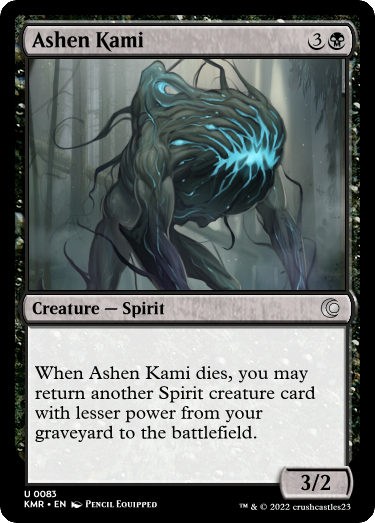 Ashen Kami 3
Creature — Spirit
When Ashen Kami dies, you may
return another Spirit creature card
with lesser power from your
graveyard to the battlefield.
3/2
U 0083
KMR • EN Pencil Equipped ™ & © 2022 crushcastles23